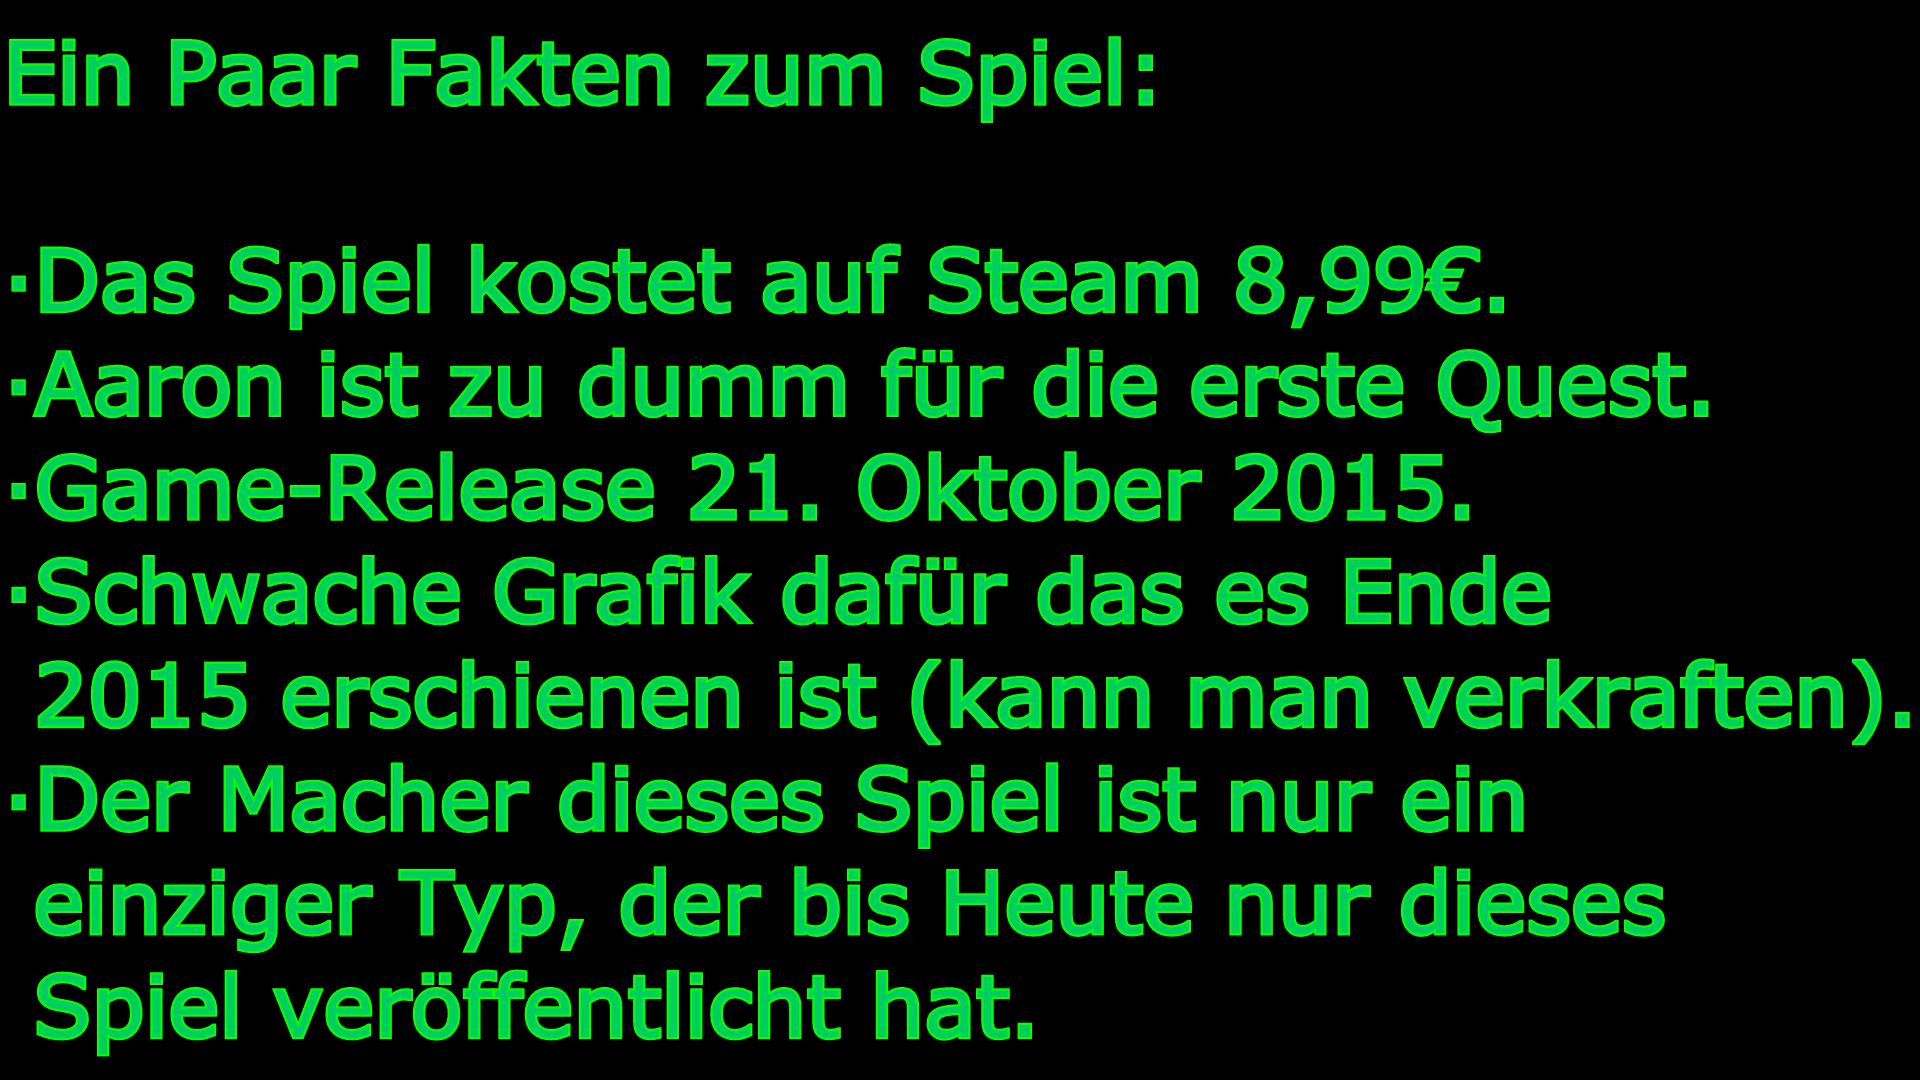 Ein Paar Fakten zum Spiel:
·Das Spiel kostet auf Steam 8,99€.
·Aaron ist zu dumm für die erste Quest.
·Game-Release 21. Oktober 2015.
·Schwache Grafik dafür das es Ende
2015 erschienen ist (kann man verkraften).
·Der Macher dieses Spiel ist nur ein
einziger Typ, der bis Heute nur dieses
Spiel veröffentlicht hat.